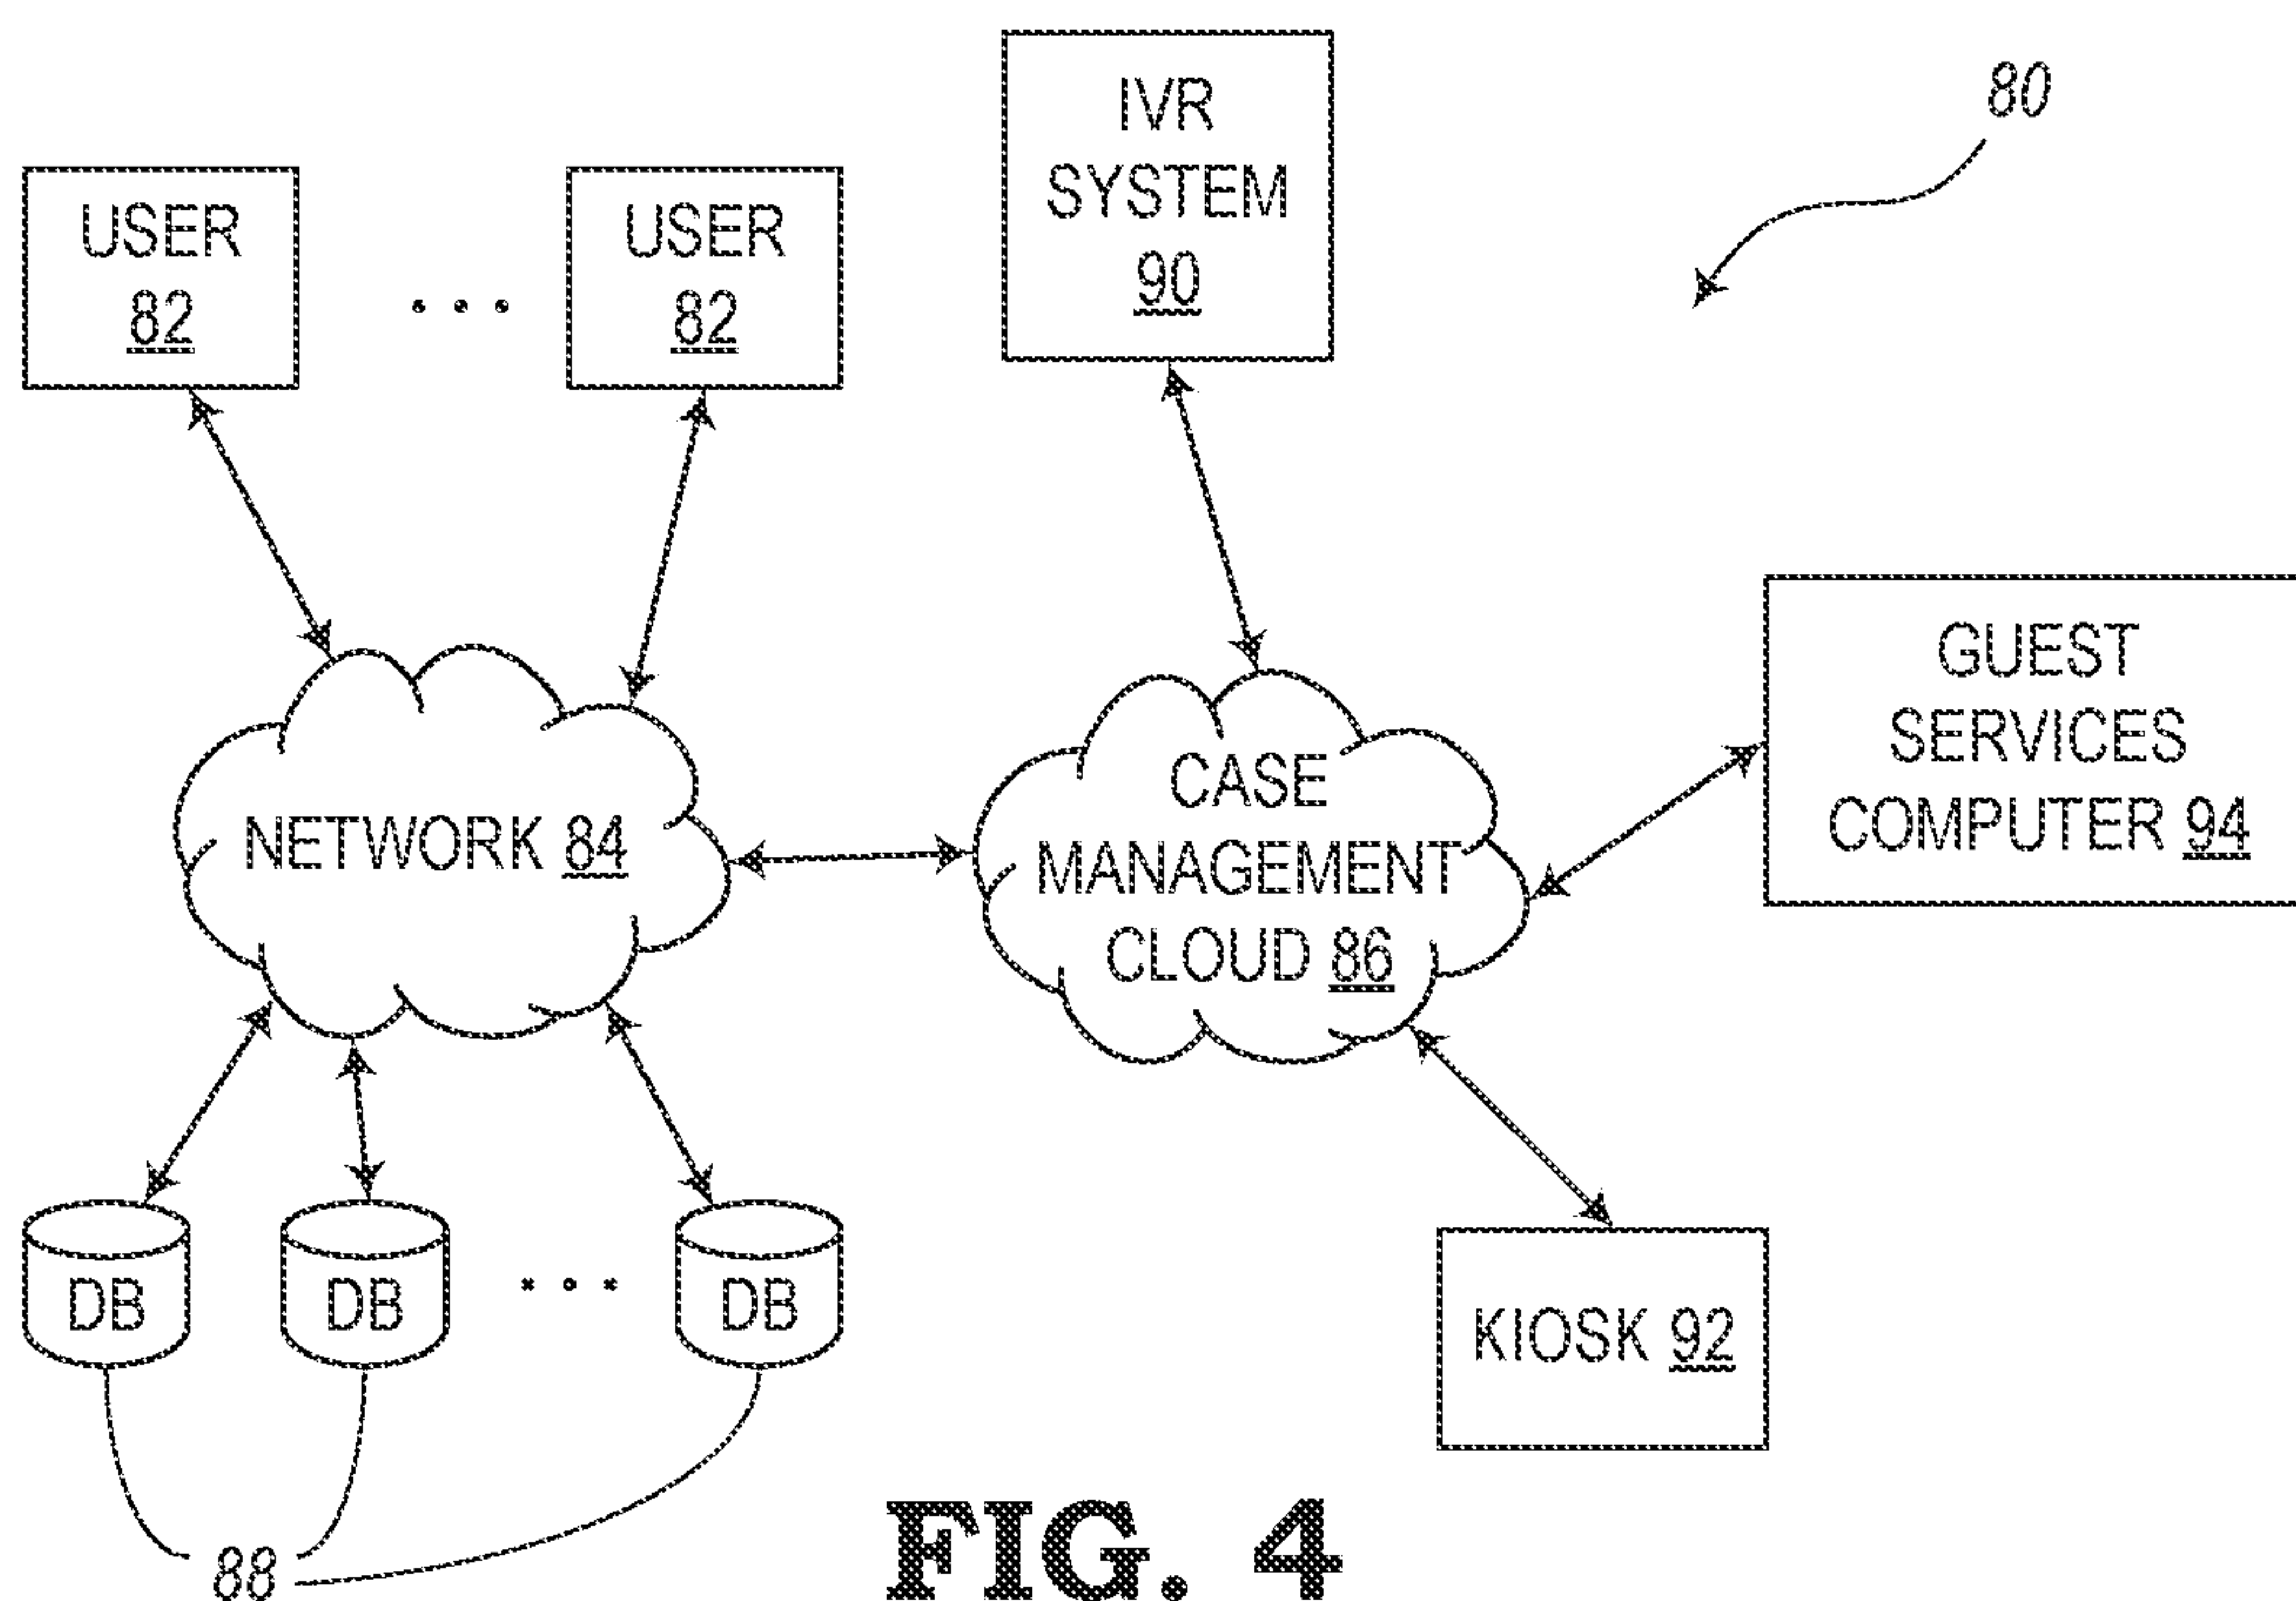 80
IVR
SYSTEM
90
USER
82
. . .
USER
82
GUEST
SERVICES
COMPUTER 94
NETWORK 84
CASE
MANAGEMENT
CLOUD 86
DB
DB
. . .
DB
KIOSK 92
88
FIG. 4